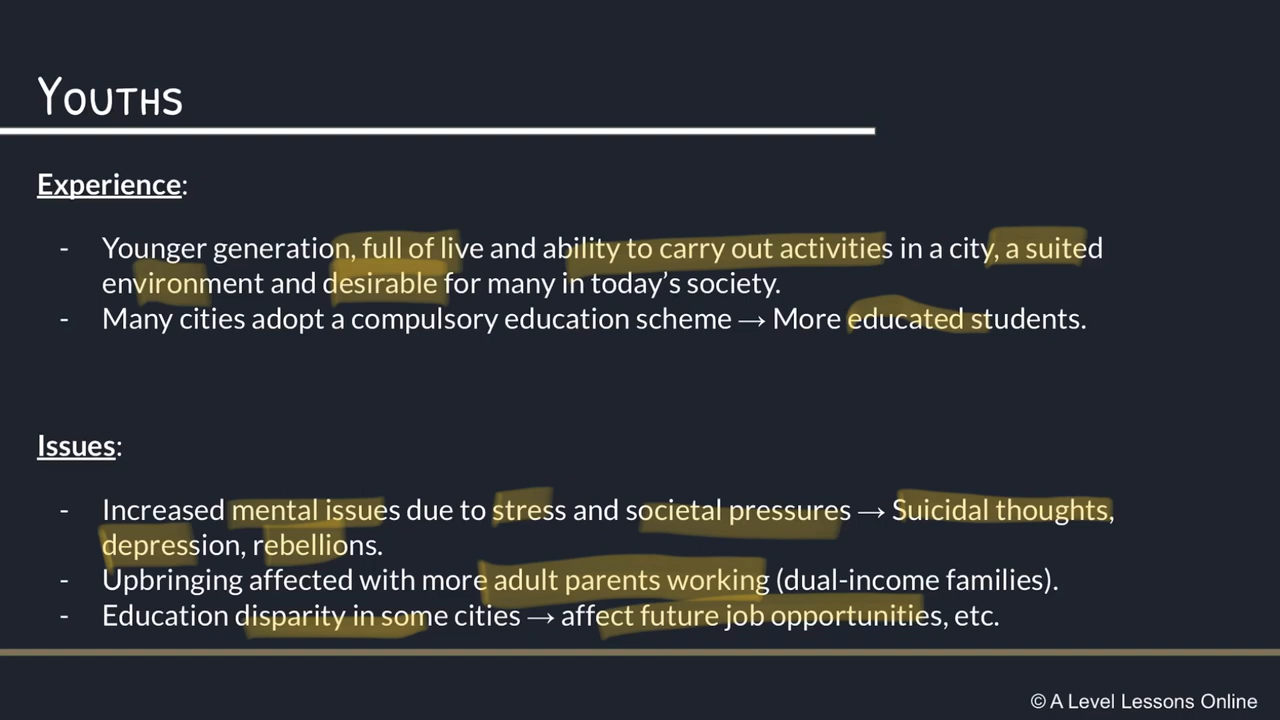 Youths
Experience:
- Younger generation, full of live and ability to carry out activities in a city, a suited
environment and desirable for many in today's society.
- Many cities adopt a compulsory education scheme → More educated students.
Issues:
- Increased mental issues due to stress and societal pressures → Suicidal thoughts,
depression, rebellions.
- Upbringing affected with more adult parents working (dual-income families).
- Education disparity in some cities → affect future job opportunities, etc.
© A Level Lessons Online